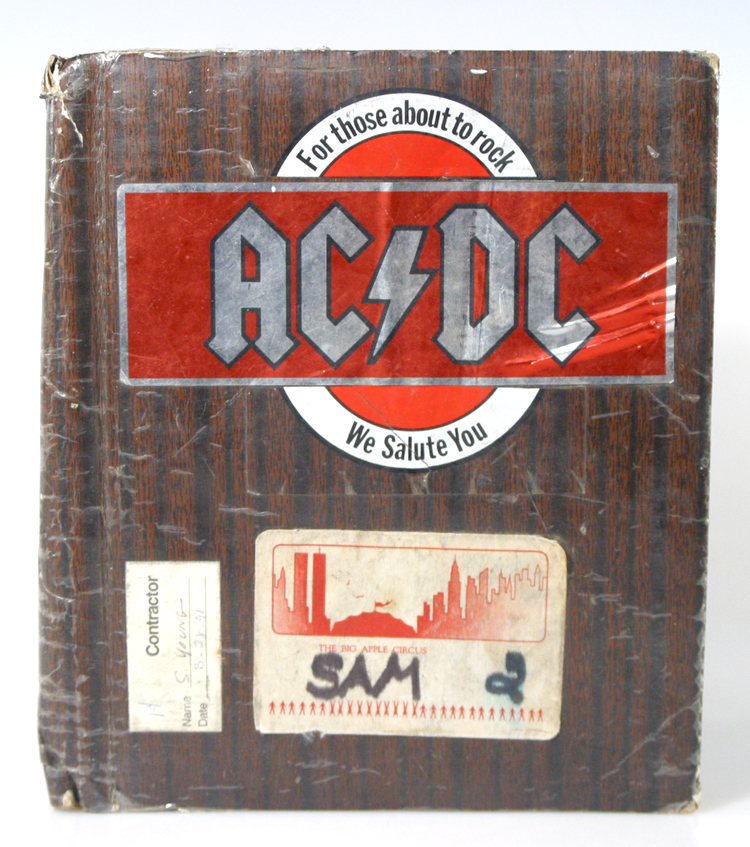 For those about to rock
AC DC
We Salute You
Contractor
Name S Young
Date
THE BIG APPLE CIRCUS
SAM 2